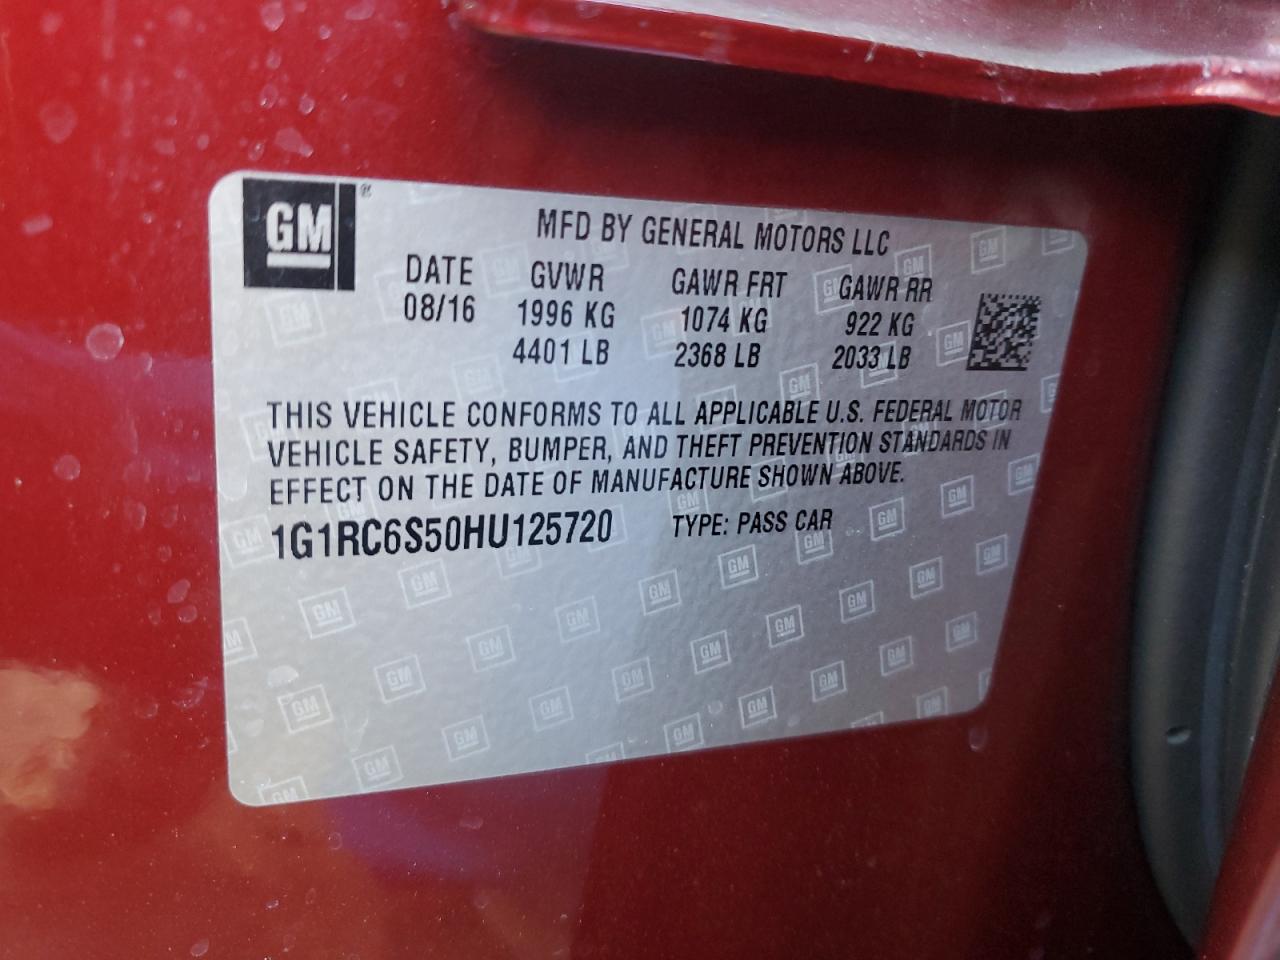 GM®
MFD BY GENERAL MOTORS LLC
DATE GVWR GAWR FRT GAWR RR
08/16 1996 KG 1074 KG 922 KG
4401 LB 2368 LB 2033 LB
THIS VEHICLE CONFORMS TO ALL APPLICABLE U.S. FEDERAL MOTOR
VEHICLE SAFETY, BUMPER, AND THEFT PREVENTION STANDARDS IN
EFFECT ON THE DATE OF MANUFACTURE SHOWN ABOVE.
1G1RC6S50HU125720 TYPE: PASS CAR